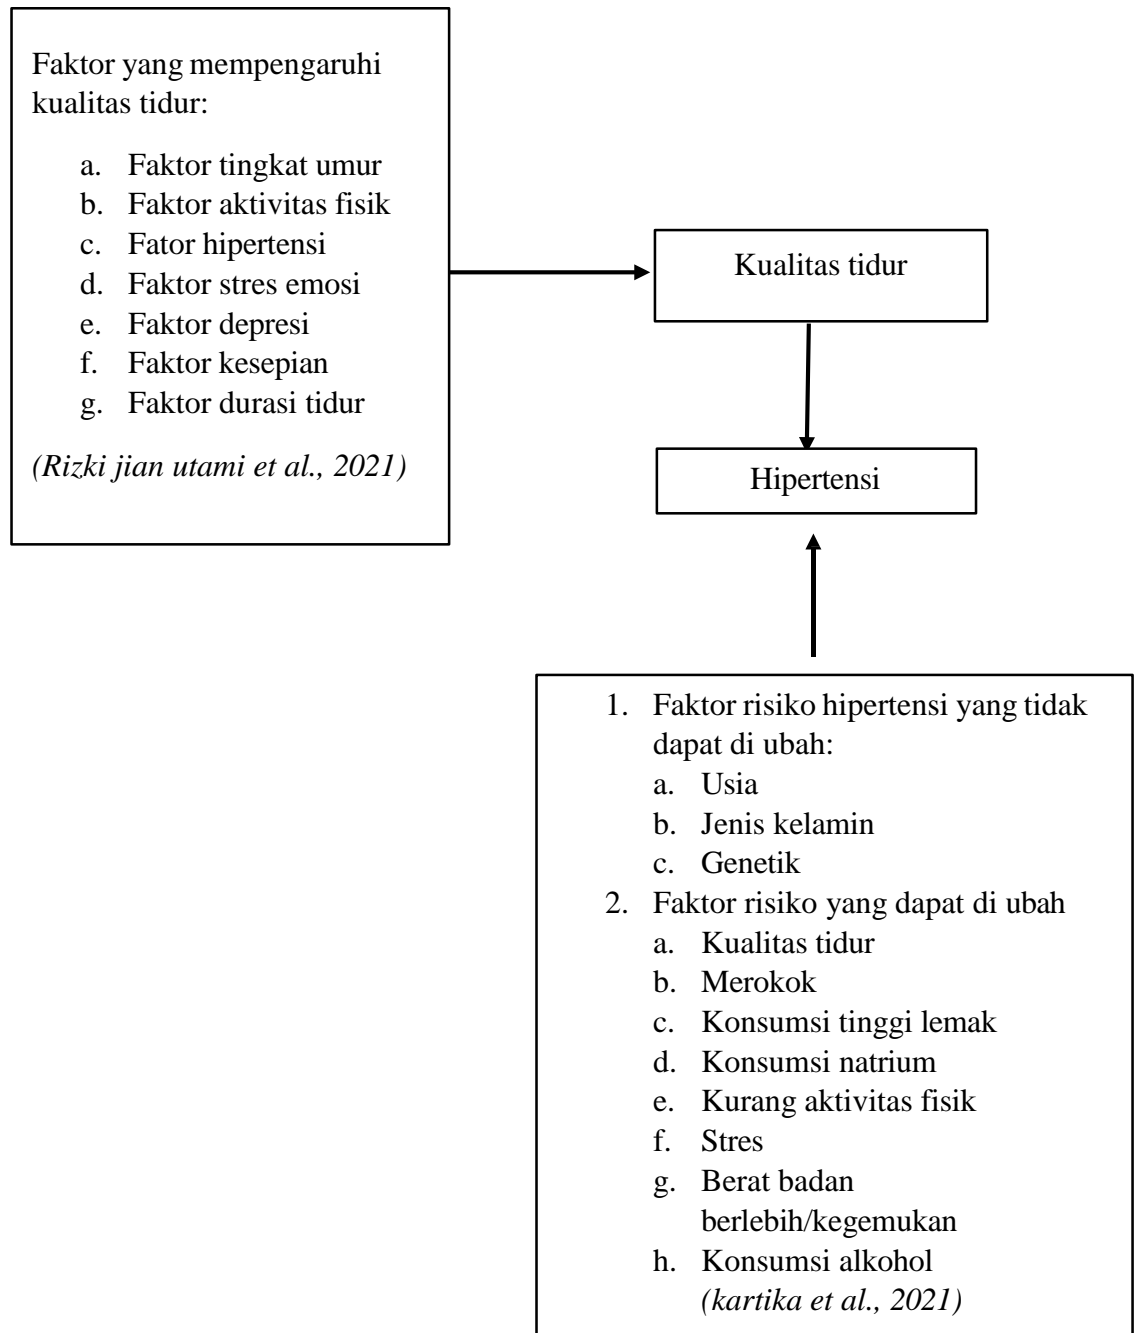 Faktor yang mempengaruhi
kualitas tidur:
a. Faktor tingkat umur
b. Faktor aktivitas fisik
c. Fator hipertensi
d. Faktor stres emosi
e. Faktor depresi
f. Faktor kesepian
g. Faktor durasi tidur
(Rizki jian utami et al., 2021)
Kualitas tidur
Hipertensi
1. Faktor risiko hipertensi yang tidak
dapat di ubah:
a. Usia
b. Jenis kelamin
c. Genetik
2. Faktor risiko yang dapat di ubah
a. Kualitas tidur
b. Merokok
c. Konsumsi tinggi lemak
d. Konsumsi natrium
e. Kurang aktivitas fisik
f. Stres
g. Berat badan
berlebih/kegemukan
h. Konsumsi alkohol
(kartika et al., 2021)